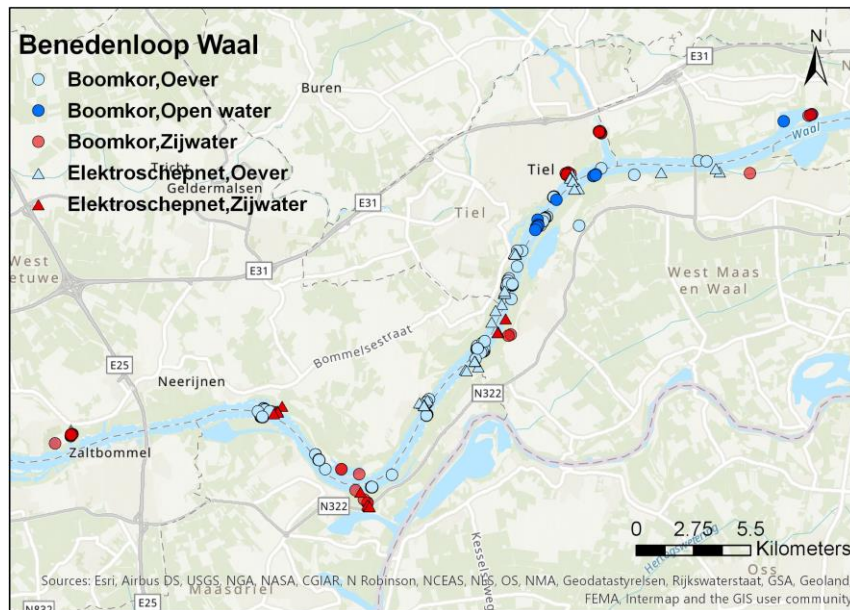 Benedenloop Waal
Boomkor,Oever
Boomkor,Open water
Boomkor,Zijwater
Elektroschepnet,Oever
Elektroschepnet,Zijwater
N
E31
Buren
Waal
Tricht
Geldermalsen
Tiel
E31
Tiel
West
E31
West Maas
en Waal
Bommelsestraat
E25
Neerijnen
N322
Zaltbommel
N322
0 2.75 5.5
Kilometers
Hertogswetering
Oss
Sources: Esri, Airbus DS, USGS, NGA, NASA, CGIAR, N Robinson, NCEAS, NLS, OS, NMA, Geodatastyrelsen, Rijkswaterstaat, GSA, Geoland,
FEMA, Intermap and the GIS user community
Maasdriel
N832